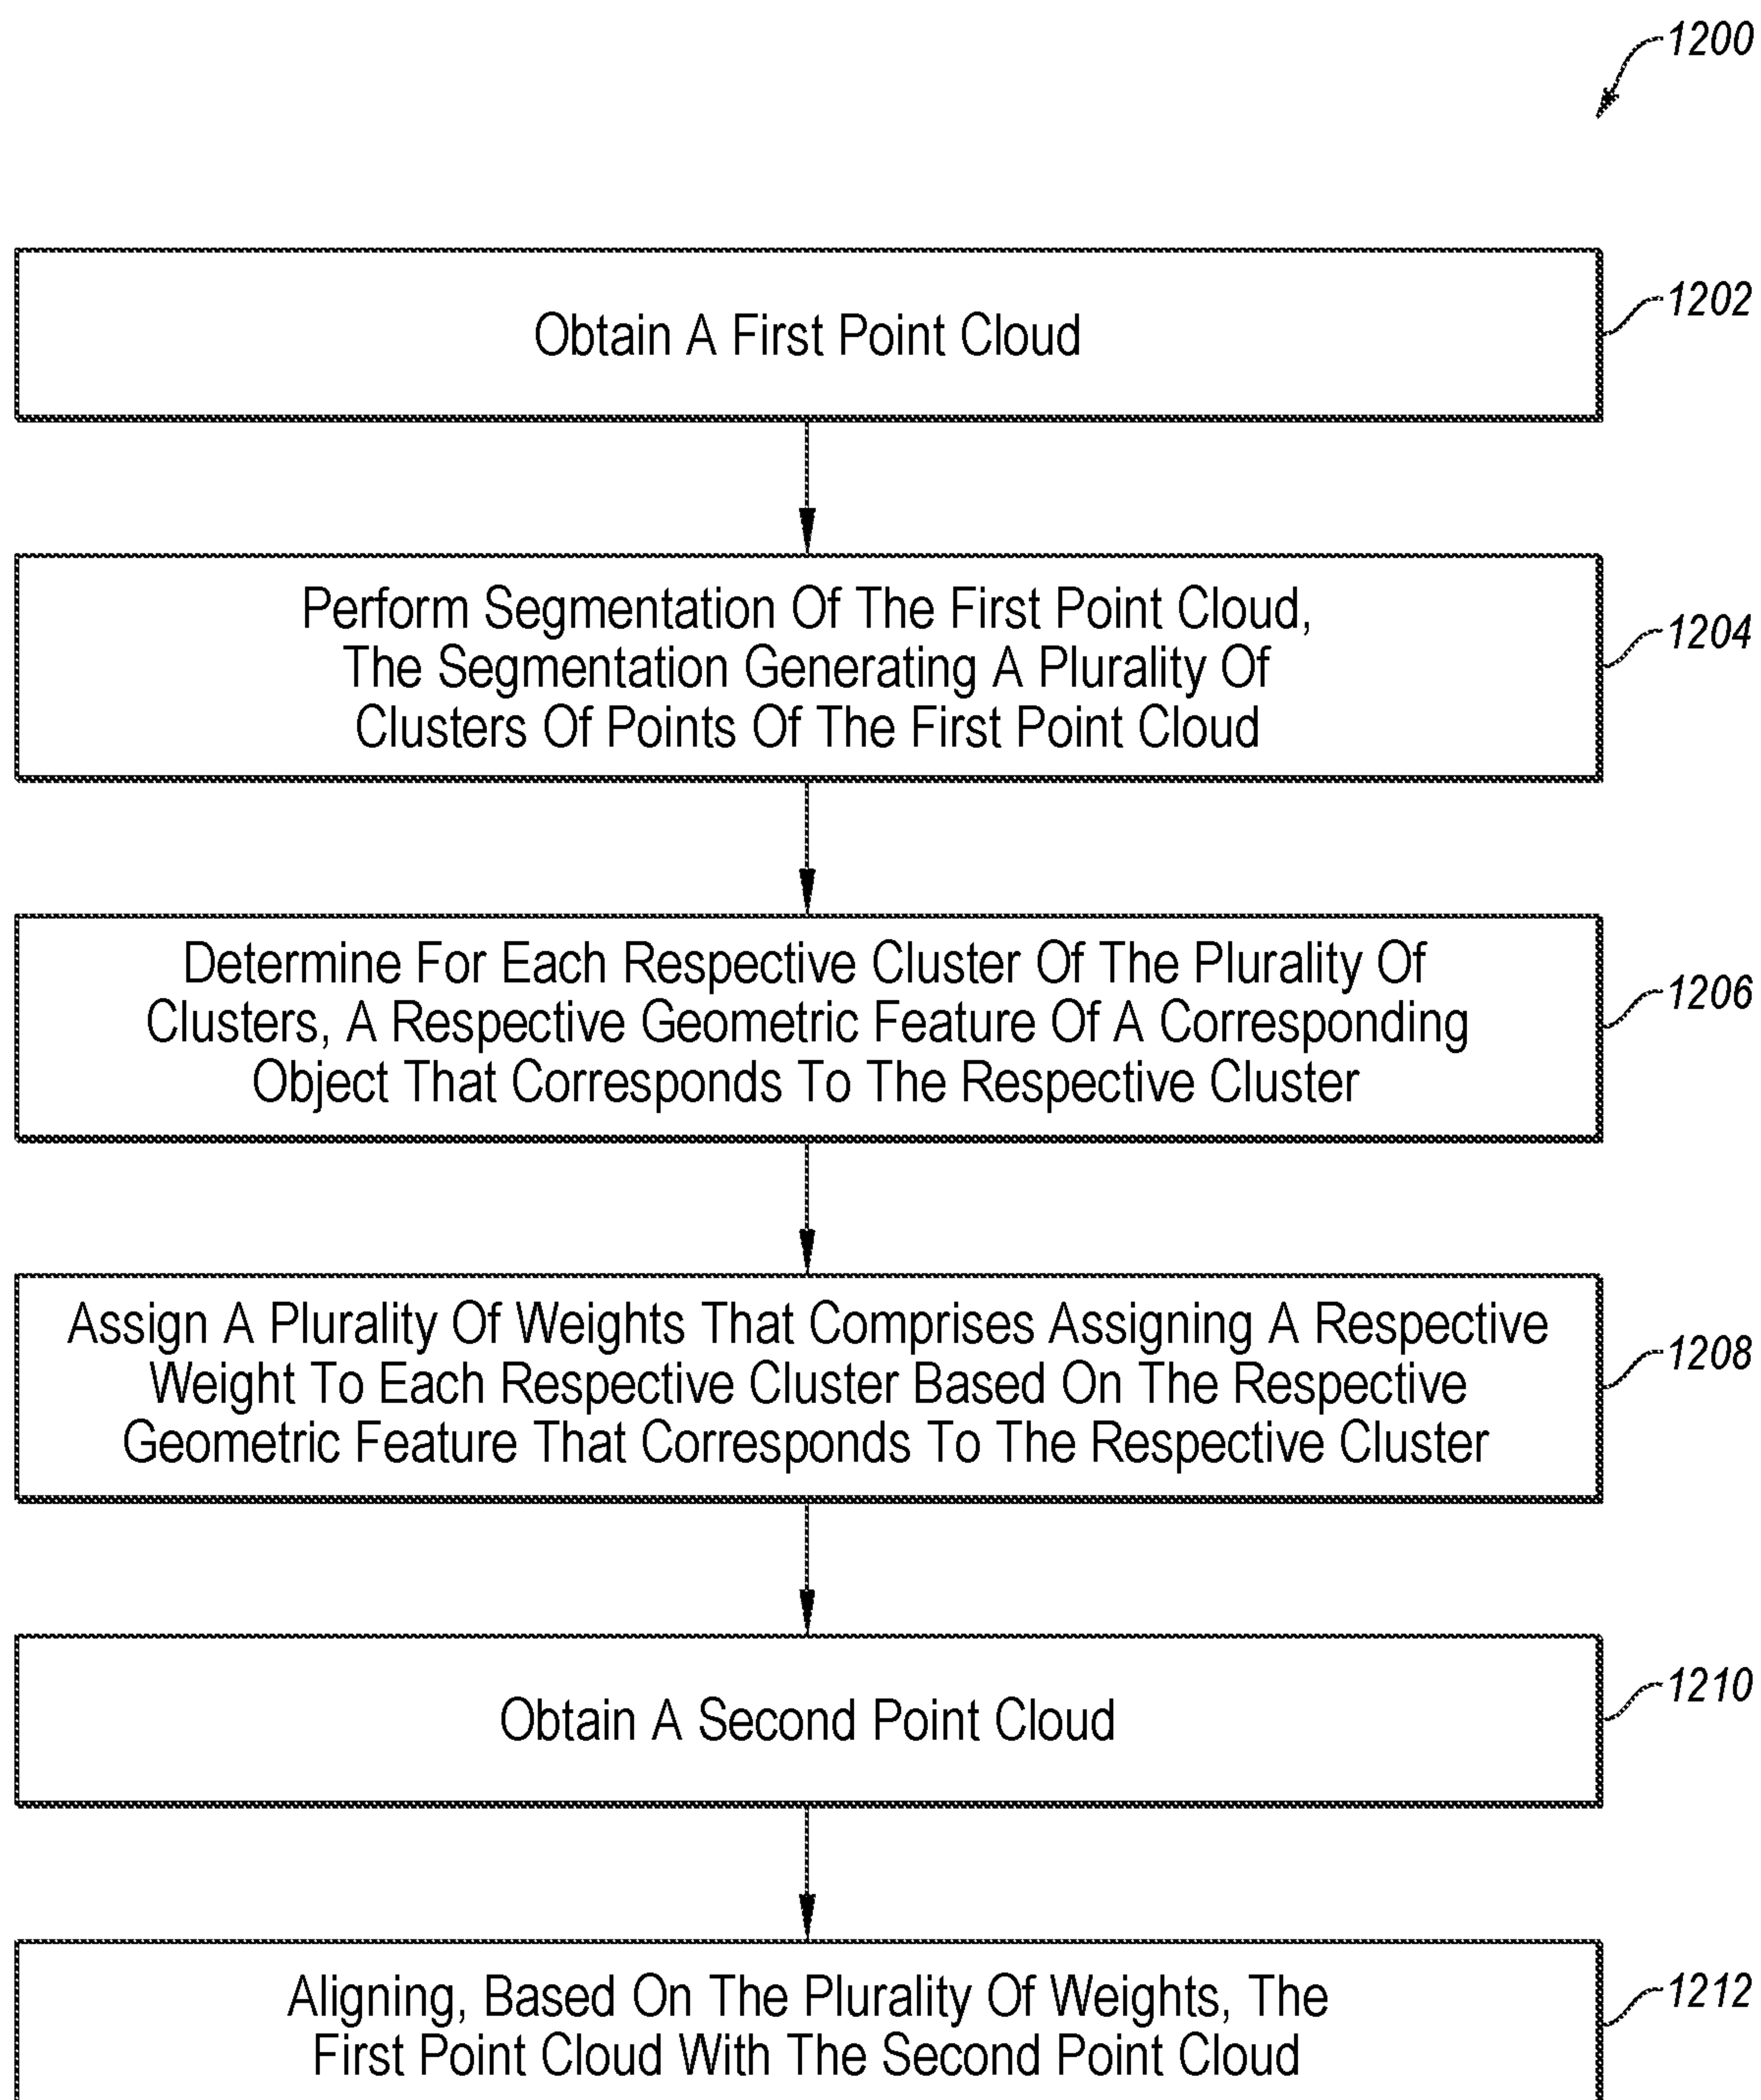 1200
Obtain A First Point Cloud
1202
Perform Segmentation Of The First Point Cloud,
The Segmentation Generating A Plurality Of
Clusters Of Points Of The First Point Cloud
1204
Determine For Each Respective Cluster Of The Plurality Of
Clusters, A Respective Geometric Feature Of A Corresponding
Object That Corresponds To The Respective Cluster
1206
Assign A Plurality Of Weights That Comprises Assigning A Respective
Weight To Each Respective Cluster Based On The Respective
Geometric Feature That Corresponds To The Respective Cluster
1208
Obtain A Second Point Cloud
1210
Aligning, Based On The Plurality Of Weights, The
First Point Cloud With The Second Point Cloud
1212